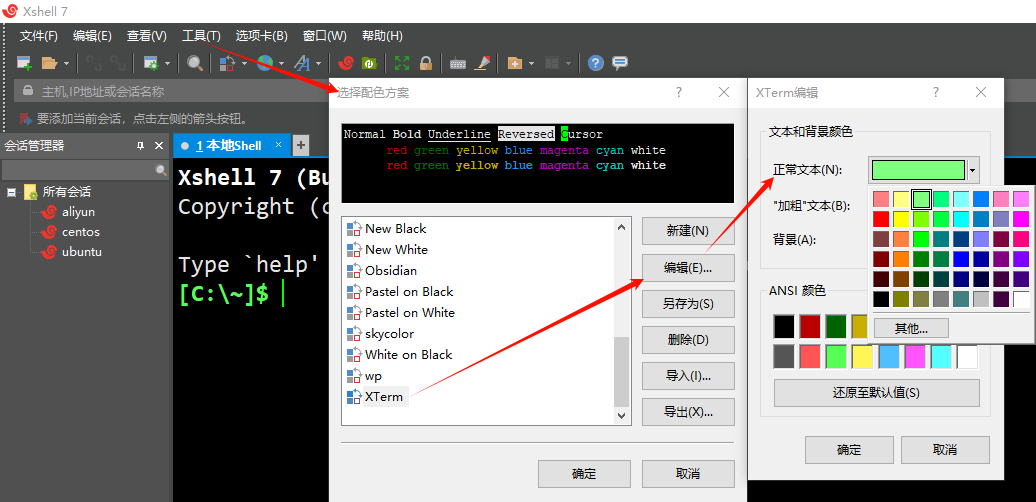 Xshell 7
文件(F) 编辑(E) 查看(V) 工具(T) 选项卡(B) 窗口(W) 帮助(H)
主机,IP地址或会话名称
要添加当前会话，点击左侧的箭头按钮。
会话管理器
所有会话
aliyun
centos
ubuntu
1 本地Shell
Xshell 7 (Bu
Copyright (c
Type `help'
[C:\~]$
选择配色方案
Normal Bold Underline Reversed Cursor
red green yellow blue magenta cyan white
red green yellow blue magenta cyan white
New Black
New White
Obsidian
Pastel on Black
Pastel on White
skycolor
White on Black
wp
XTerm
新建(N)
编辑(E)...
另存为(S)
删除(D)
导入(I)...
导出(X)...
确定
取消
XTerm编辑
文本和背景颜色
正常文本(N):
"加粗"文本(B):
背景(A):
其他...
ANSI 颜色
还原至默认值(S)
确定
取消